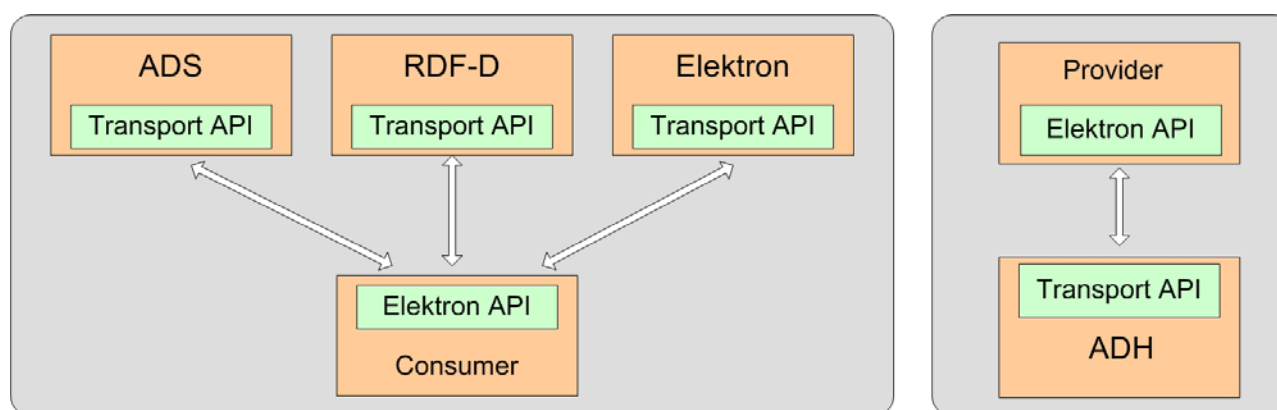 ADS
Transport API
RDF-D
Transport API
Elektron
Transport API
Elektron API
Consumer
Provider
Elektron API
Transport API
ADH